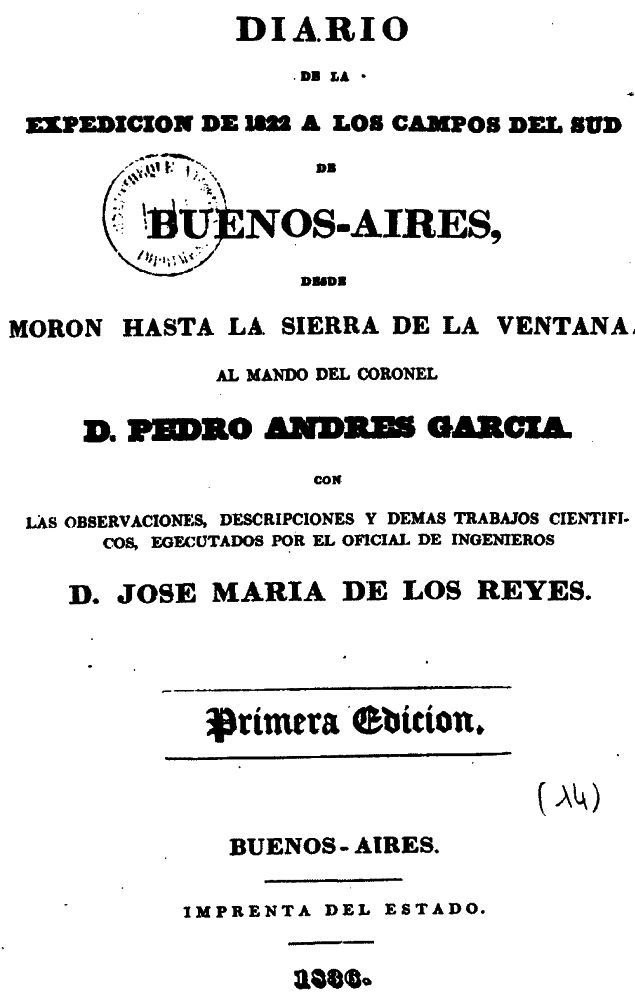 DIARIO
DE LA
EXPEDICION DE 1822 A LOS CAMPOS DEL SUD
DE
BUENOS-AIRES,
DESDE
MORON HASTA LA SIERRA DE LA VENTANA,
AL MANDO DEL CORONEL
D. PEDRO ANDRES GARCIA
CON
LAS OBSERVACIONES, DESCRIPCIONES Y DEMAS TRABAJOS CIENTIFI-
COS, EGECUTADOS POR EL OFICIAL DE INGENIEROS
D. JOSE MARIA DE LOS REYES.
Primera Edicion.
(14)
BUENOS-AIRES.
IMPRENTA DEL ESTADO.
1836.